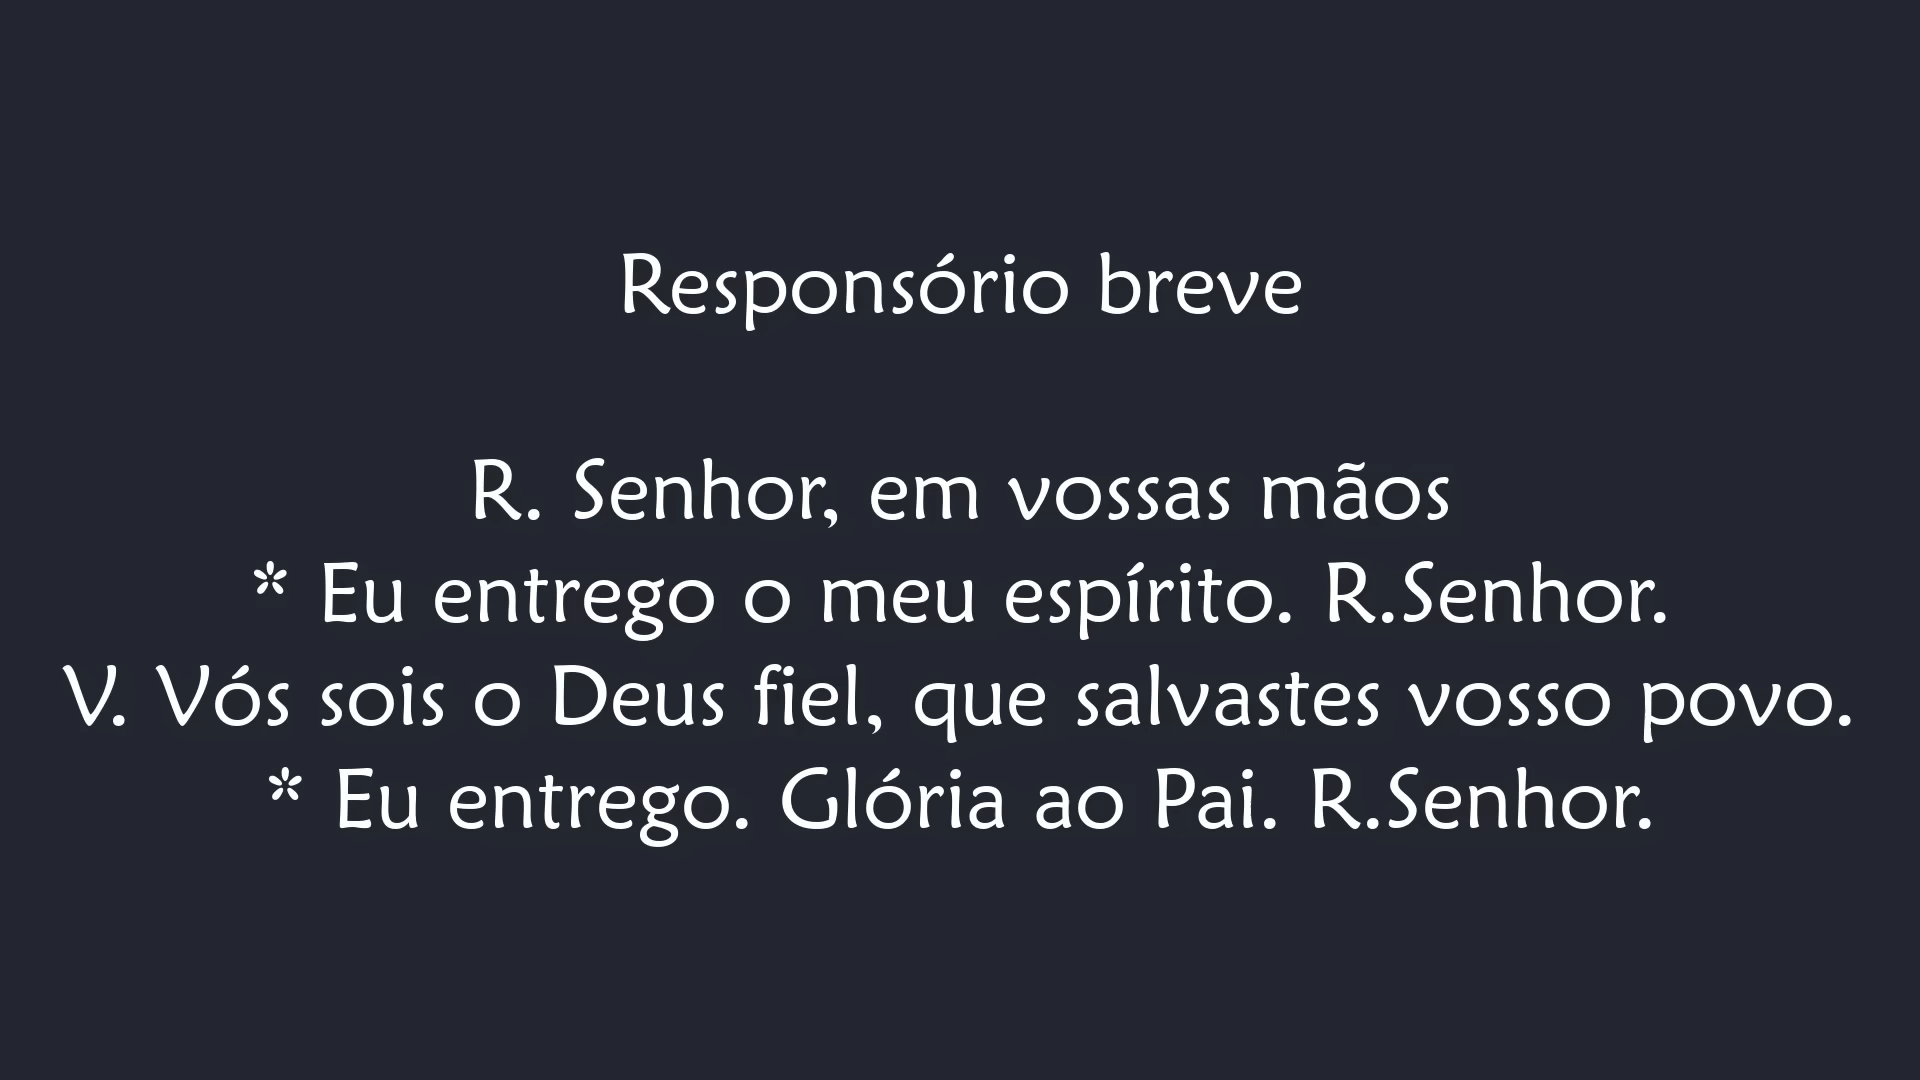 Responsório breve
R. Senhor, em vossas mãos
* Eu entrego o meu espírito. R.Senhor.
V. Vós sois o Deus fiel, que salvastes vosso povo.
* Eu entrego. Glória ao Pai. R.Senhor.